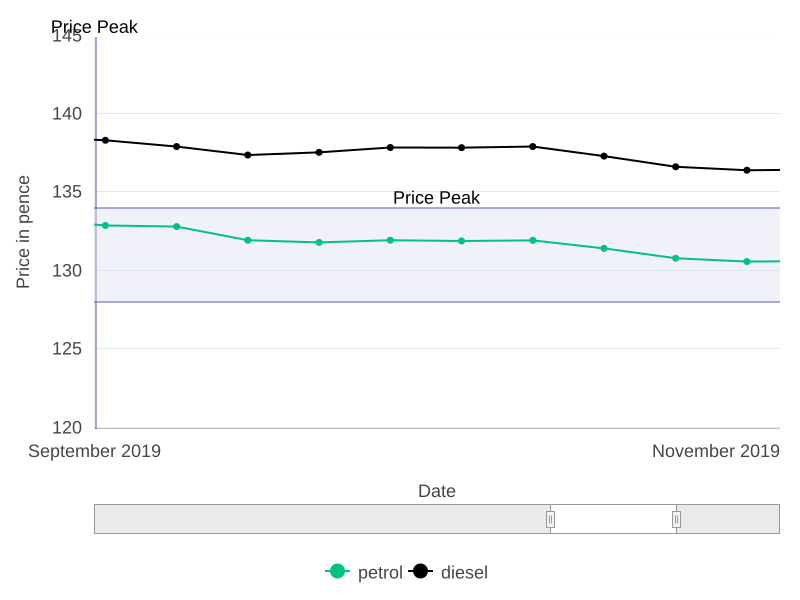 Price Peak
145
140
135
Price Peak
130
125
120
Price in pence
September 2019
November 2019
Date
petrol
diesel